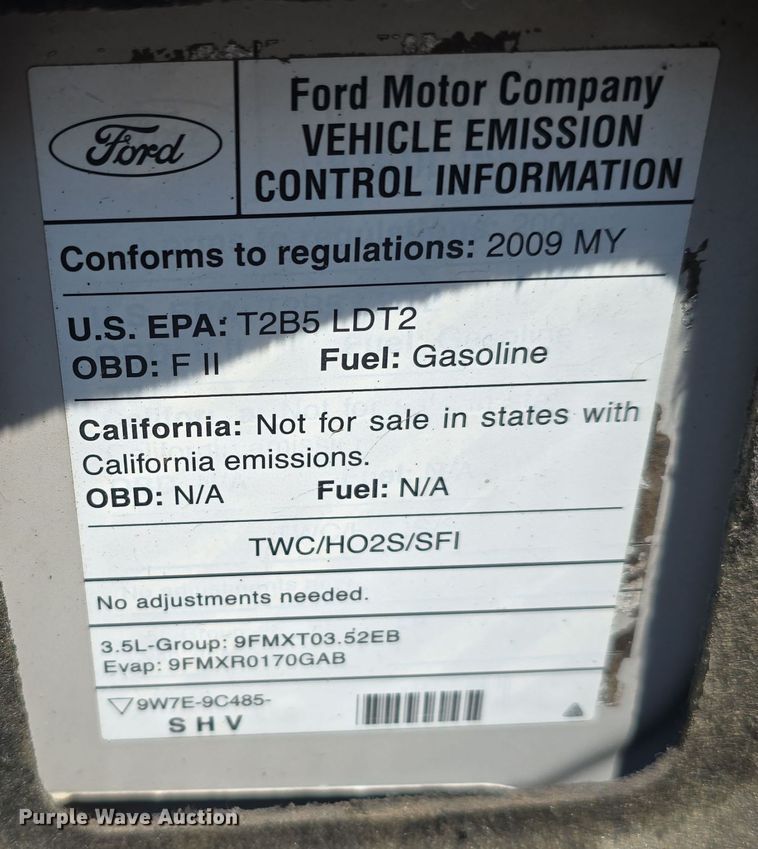 Ford
Ford Motor Company
VEHICLE EMISSION
CONTROL INFORMATION
Conforms to regulations: 2009 MY
U.S. EPA: T2B5 LDT2
OBD: F II Fuel: Gasoline
California: Not for sale in states with
California emissions.
OBD: N/A Fuel: N/A
TWC/HO2S/SFI
No adjustments needed.
3.5L-Group: 9FMXT03.52EB
Evap: 9FMXR0170GAB
9W7E-9C485-
S H V
Purple Wave Auction